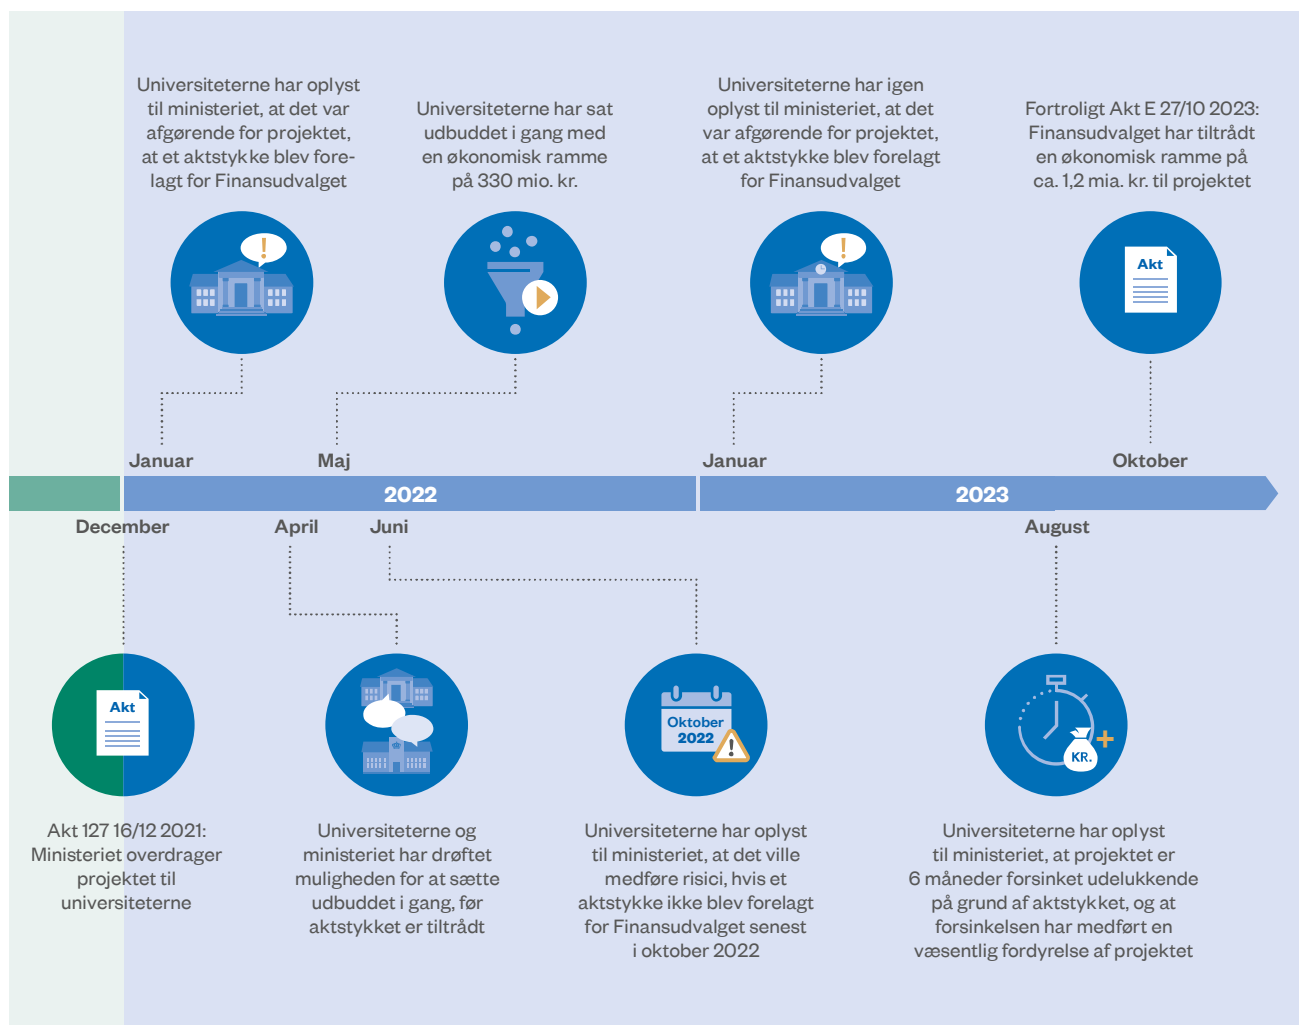 Universiteterne har oplyst
til ministeriet, at det var
afgørende for projektet,
at et aktstykke blev fore-
lagt for Finansudvalget
Universiteterne har sat
udbuddet i gang med
en økonomisk ramme
på 330 mio. kr.
Universiteterne har igen
oplyst til ministeriet, at det
var afgørende for projektet,
at et aktstykke blev forelagt
for Finansudvalget
Fortroligt Akt E 27/10 2023:
Finansudvalget har tiltrådt
en økonomisk ramme på
ca. 1,2 mia. kr. til projektet
!
!
Akt
Januar
Maj
Januar
Oktober
2022
2023
December
April
Juni
August
Akt
Oktober
2022
!
KR.
+
Akt 127 16/12 2021:
Ministeriet overdrager
projektet til
universiteterne
Universiteterne og
ministeriet har drøftet
muligheden for at sætte
udbuddet i gang, før
aktstykket er tiltrådt
Universiteterne har oplyst
til ministeriet, at det ville
medføre risici, hvis et
aktstykke ikke blev forelagt
for Finansudvalget senest
i oktober 2022
Universiteterne har oplyst
til ministeriet, at projektet er
6 måneder forsinket udelukkende
på grund af aktstykket, og at
forsinkelsen har medført en
væsentlig fordyrelse af projektet